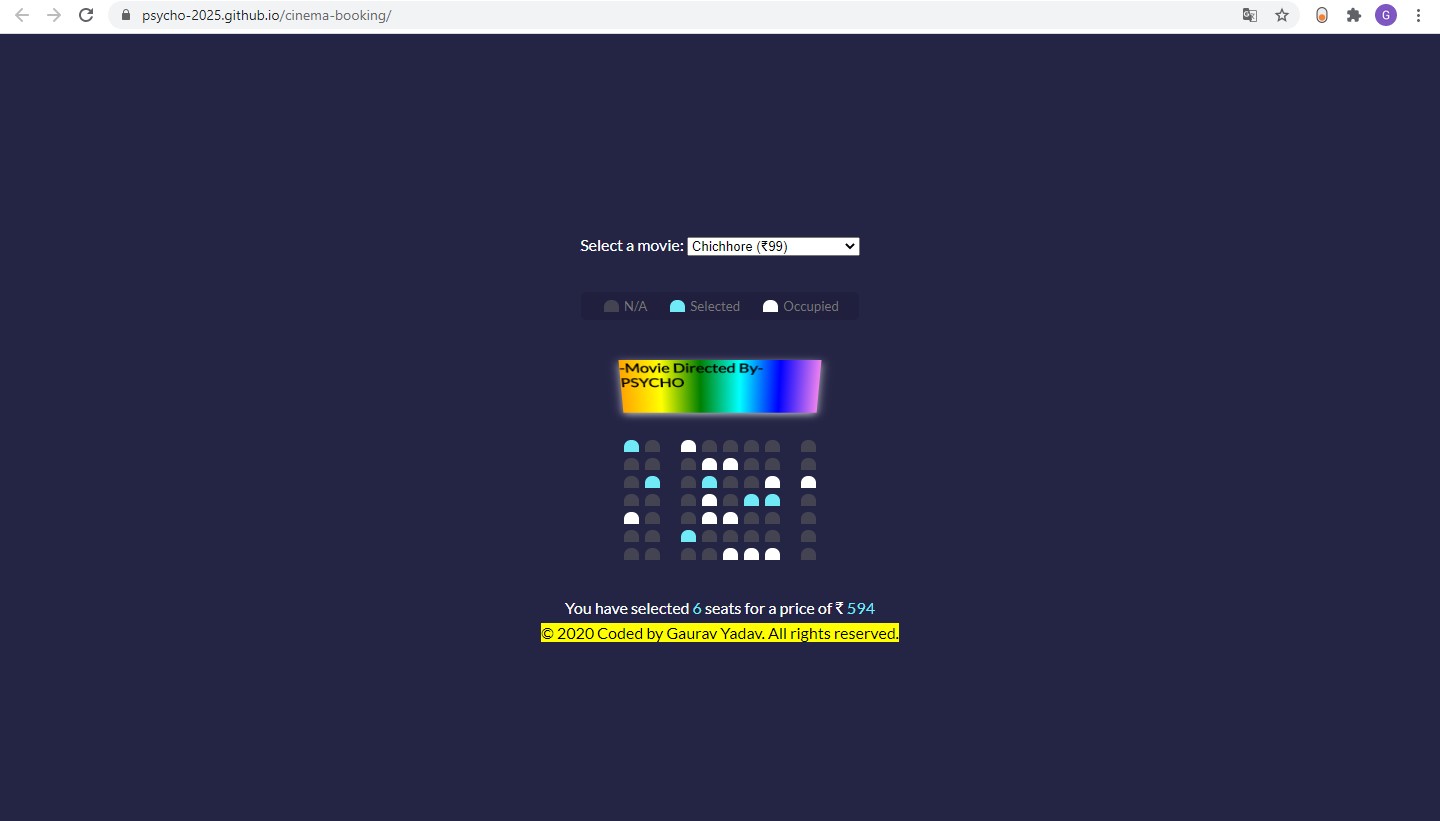 psycho-2025.github.io/cinema-booking/
G
Select a movie: Chichhore (₹99)
N/A Selected Occupied
-Movie Directed By-
PSYCHO
You have selected 6 seats for a price of ₹ 594
© 2020 Coded by Gaurav Yadav. All rights reserved.